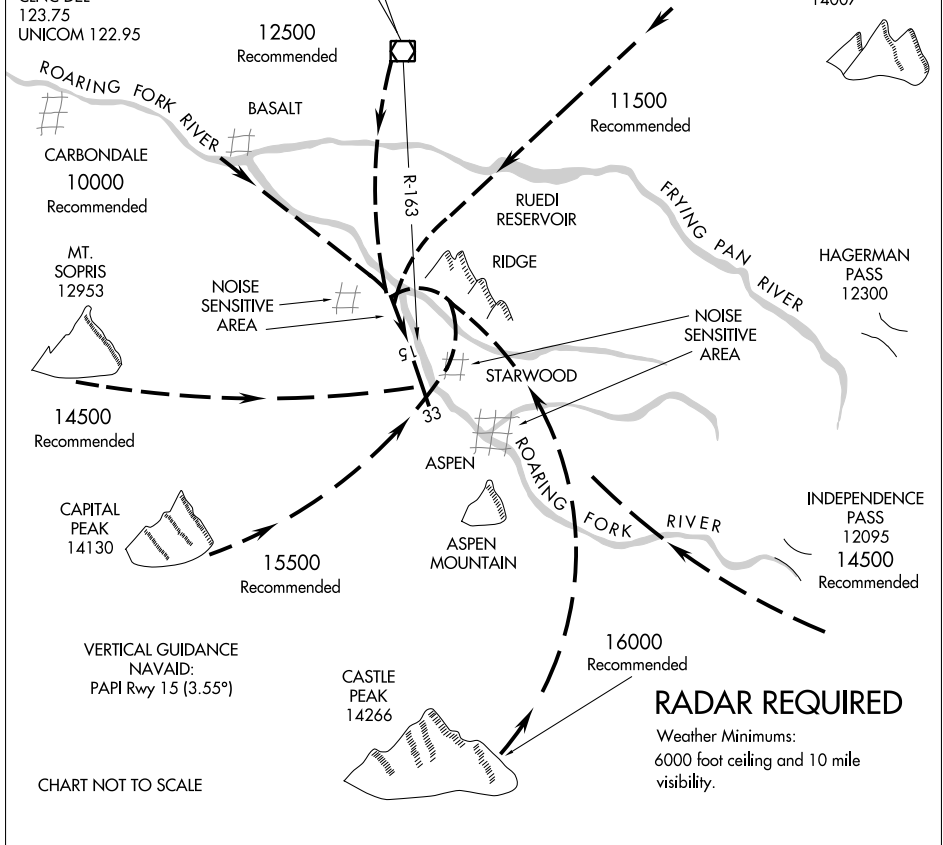 123.75
UNICOM 122.95
12500
Recommended
ROARING FORK RIVER
BASALT
11500
Recommended
CARBONDALE
10000
Recommended
R-163
RUEDI
RESERVOIR
FRYING PAN RIVER
MT.
SOPRIS
12953
NOISE
SENSITIVE
AREA
RIDGE
HAGERMAN
PASS
12300
NOISE
SENSITIVE
AREA
15
STARWOOD
33
14500
Recommended
ASPEN
ROARING FORK RIVER
CAPITAL
PEAK
14130
15500
Recommended
ASPEN
MOUNTAIN
INDEPENDENCE
PASS
12095
14500
Recommended
VERTICAL GUIDANCE
NAVAID:
PAPI Rwy 15 (3.55°)
16000
Recommended
CASTLE
PEAK
14266
RADAR REQUIRED
Weather Minimums:
6000 foot ceiling and 10 mile
visibility.
CHART NOT TO SCALE